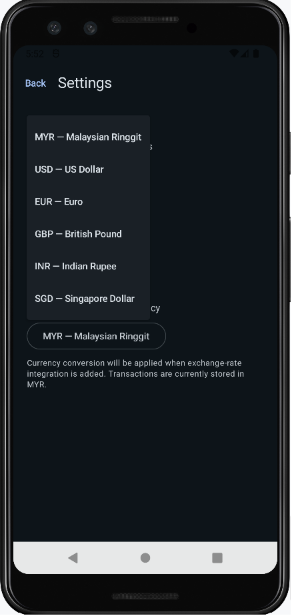 Back Settings
MYR — Malaysian Ringgit
s
USD — US Dollar
EUR — Euro
GBP — British Pound
INR — Indian Rupee
SGD — Singapore Dollar
cy
MYR — Malaysian Ringgit
Currency conversion will be applied when exchange-rate
integration is added. Transactions are currently stored in
MYR.